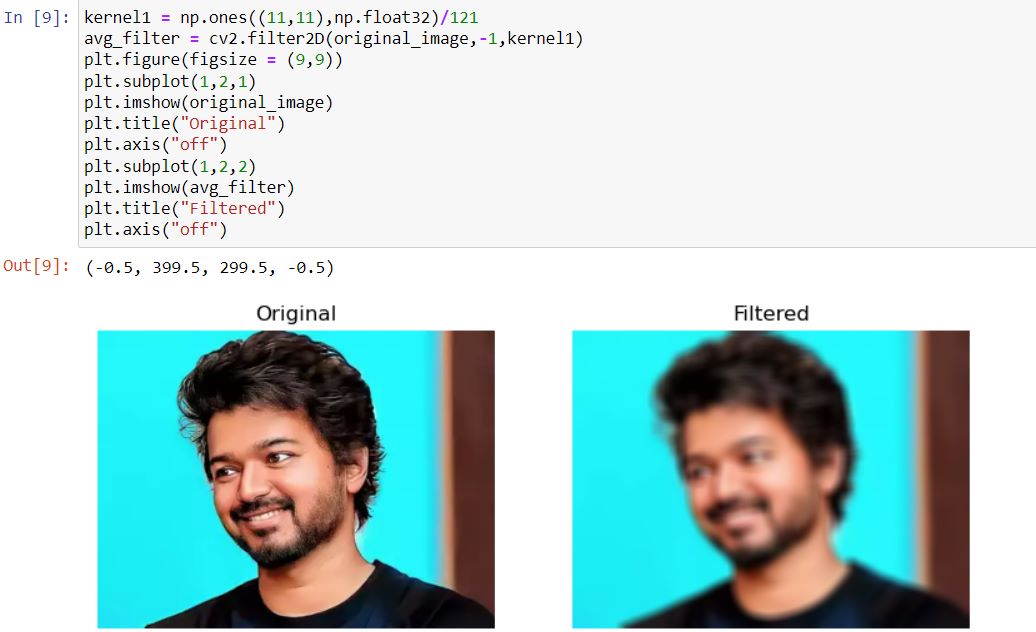 In [9]: kernel1 = np.ones((11,11),np.float32)/121
avg_filter = cv2.filter2D(original_image,-1,kernel1)
plt.figure(figsize = (9,9))
plt.subplot(1,2,1)
plt.imshow(original_image)
plt.title("Original")
plt.axis("off")
plt.subplot(1,2,2)
plt.imshow(avg_filter)
plt.title("Filtered")
plt.axis("off")
Out[9]: (-0.5, 399.5, 299.5, -0.5)
Original Filtered